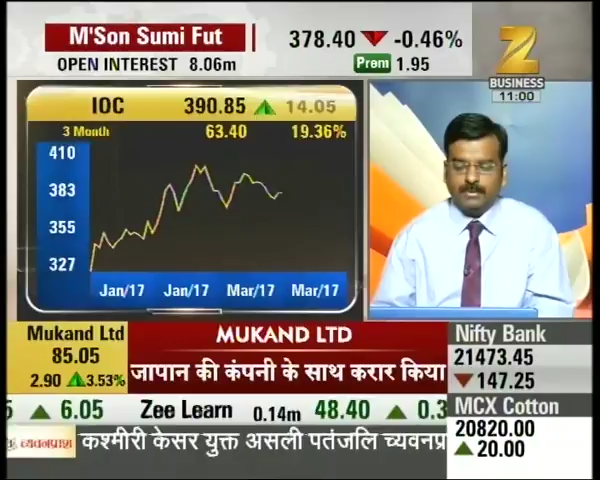 M'Son Sumi Fut
378.40 -0.46%
OPEN INTEREST 8.06m
Prem 1.95
Z
BUSINESS
11:00
IOC 390.85 14.05
3 Month 63.40 19.36%
410
383
355
327
Jan/17 Jan/17 Mar/17 Mar/17
Mukand Ltd
85.05
2.90 3.53%
MUKAND LTD
जापान की कंपनी के साथ करार किया
Nifty Bank
21473.45
147.25
MCX Cotton
20820.00
20.00
5 6.05 Zee Learn 0.14m 48.40 0.3
च्यवनप्राश कश्मीरी केसर युक्त असली पतंजलि च्यवनप्र